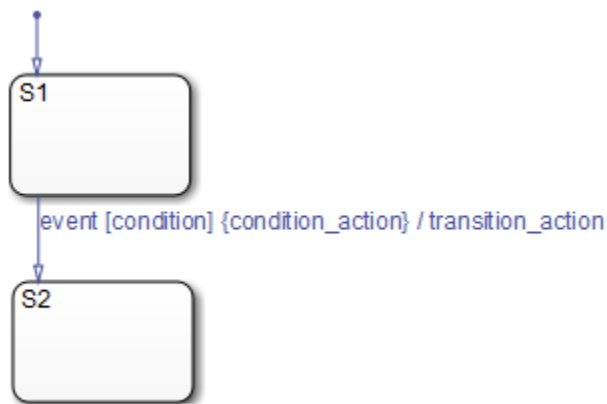 S1
event [condition] {condition_action} / transition_action
S2